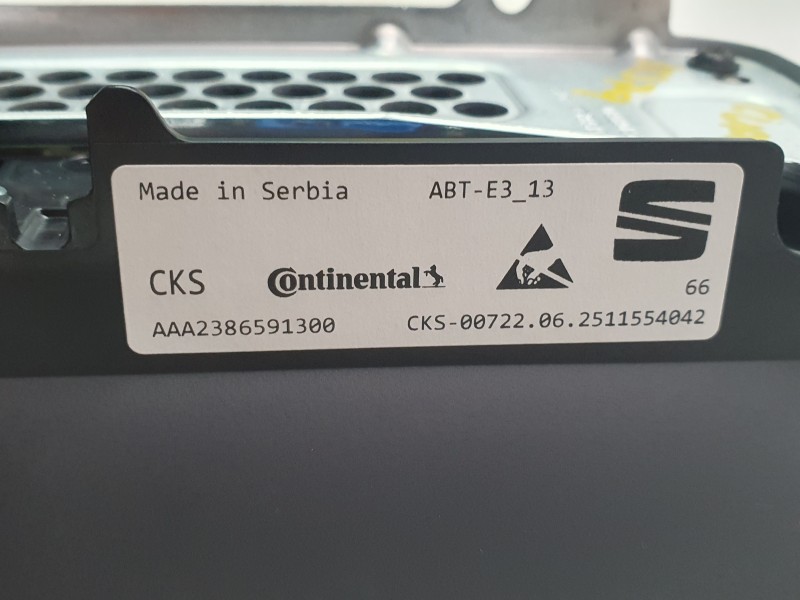 Made in Serbia ABT-E3_13
CKS Continental 66
AAA2386591300 CKS-00722.06.2511554042